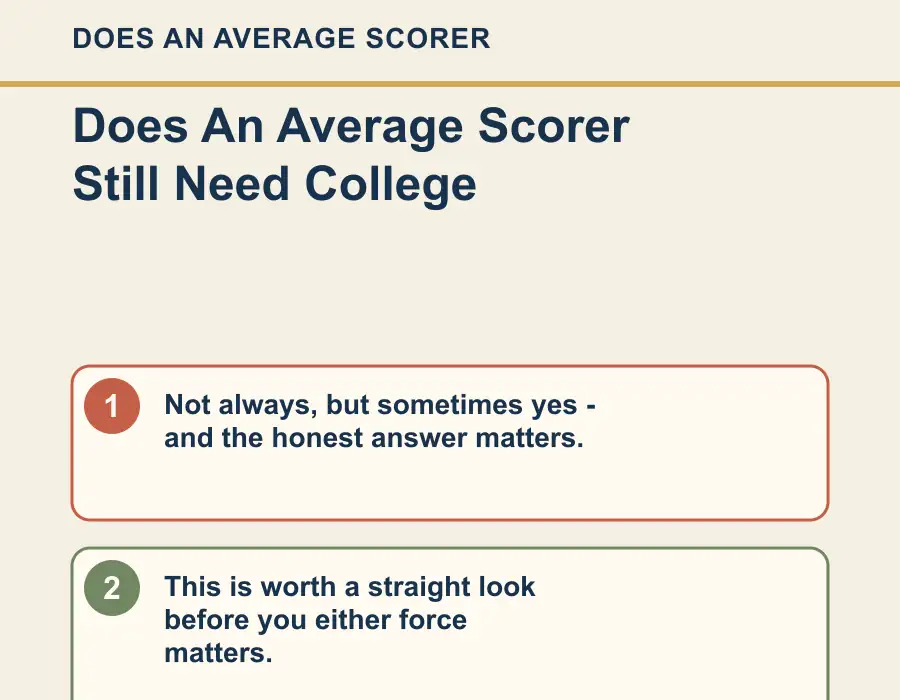 DOES AN AVERAGE SCORER
Does An Average Scorer
Still Need College
1
Not always, but sometimes yes -
and the honest answer matters.
2
This is worth a straight look
before you either force
matters.